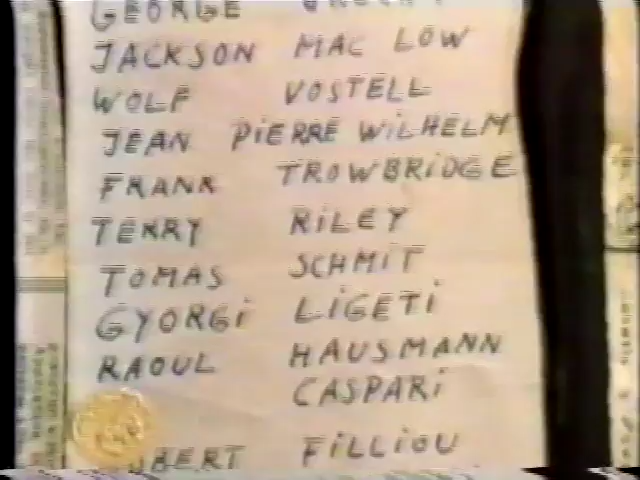 GEORGE
JACKSON MAC LOW
WOLF VOSTELL
JEAN PiERRE WiLHELM
FRANK TROWBRiDGE
TERRY RiLEY
TOMAS SCHMiT
GYORGi LiGETi
RAOUL HAUSMANN
CASPARi
FiLLiOU